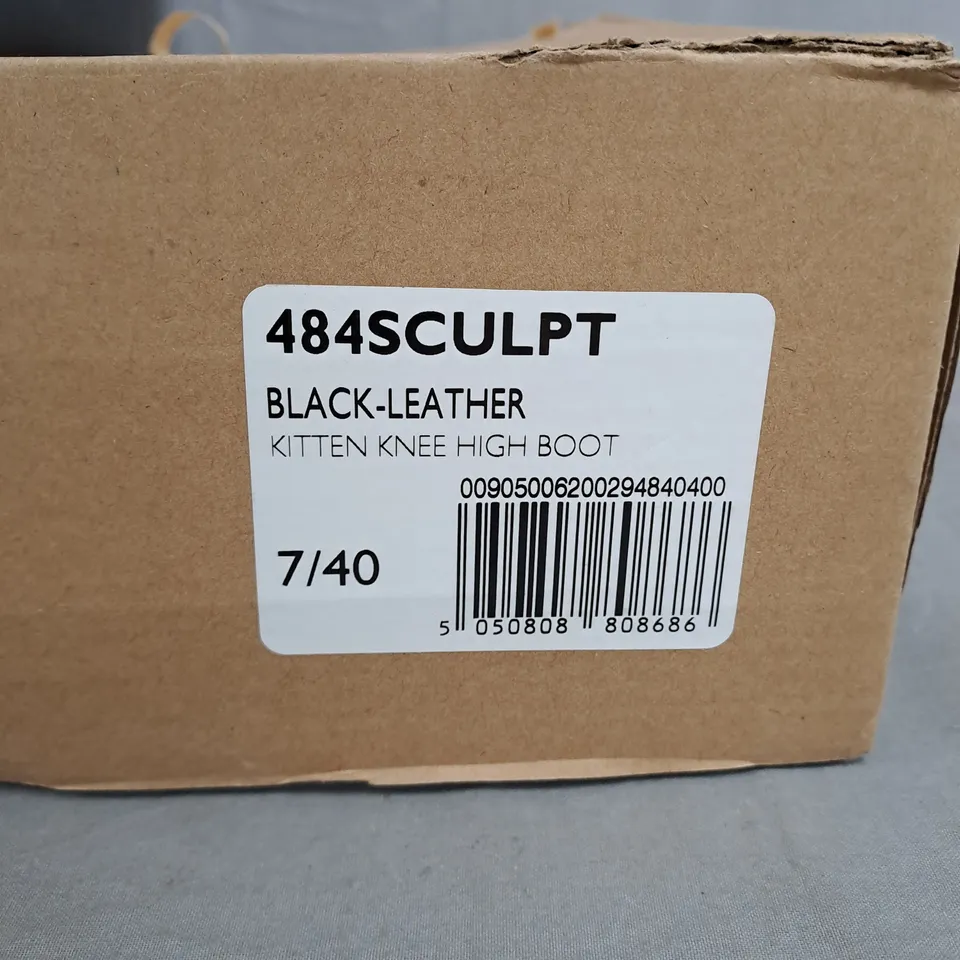 484SCULPT
BLACK-LEATHER
KITTEN KNEE HIGH BOOT
00905006200294840400
7/40
5 050808 808686